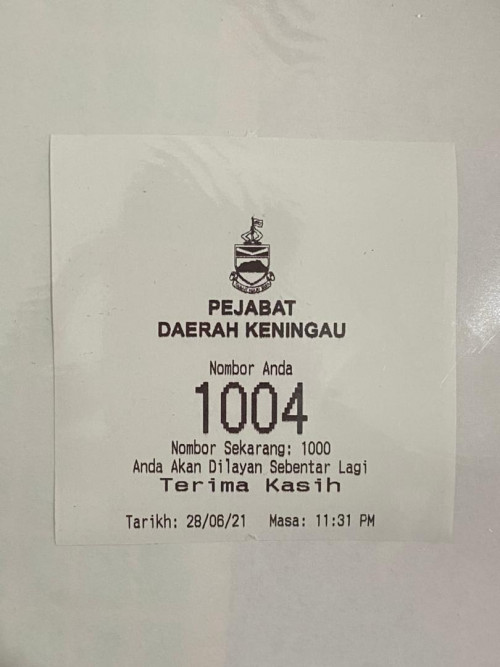 PEJABAT
DAERAH KENINGAU
Nombor Anda
1004
Nombor Sekarang: 1000
Anda Akan Dilayan Sebentar Lagi
Terima Kasih
Tarikh: 28/06/21 Masa: 11:31 PM